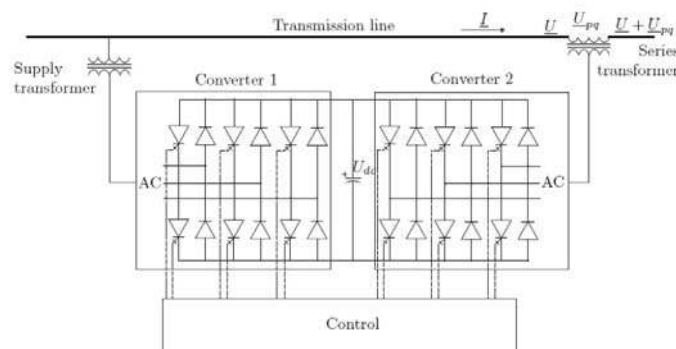 Transmission line
I
U
U_pq
U + U_pq
Supply
transformer
Series
transformer
Converter 1
Converter 2
AC
+
U_dc
AC
Control